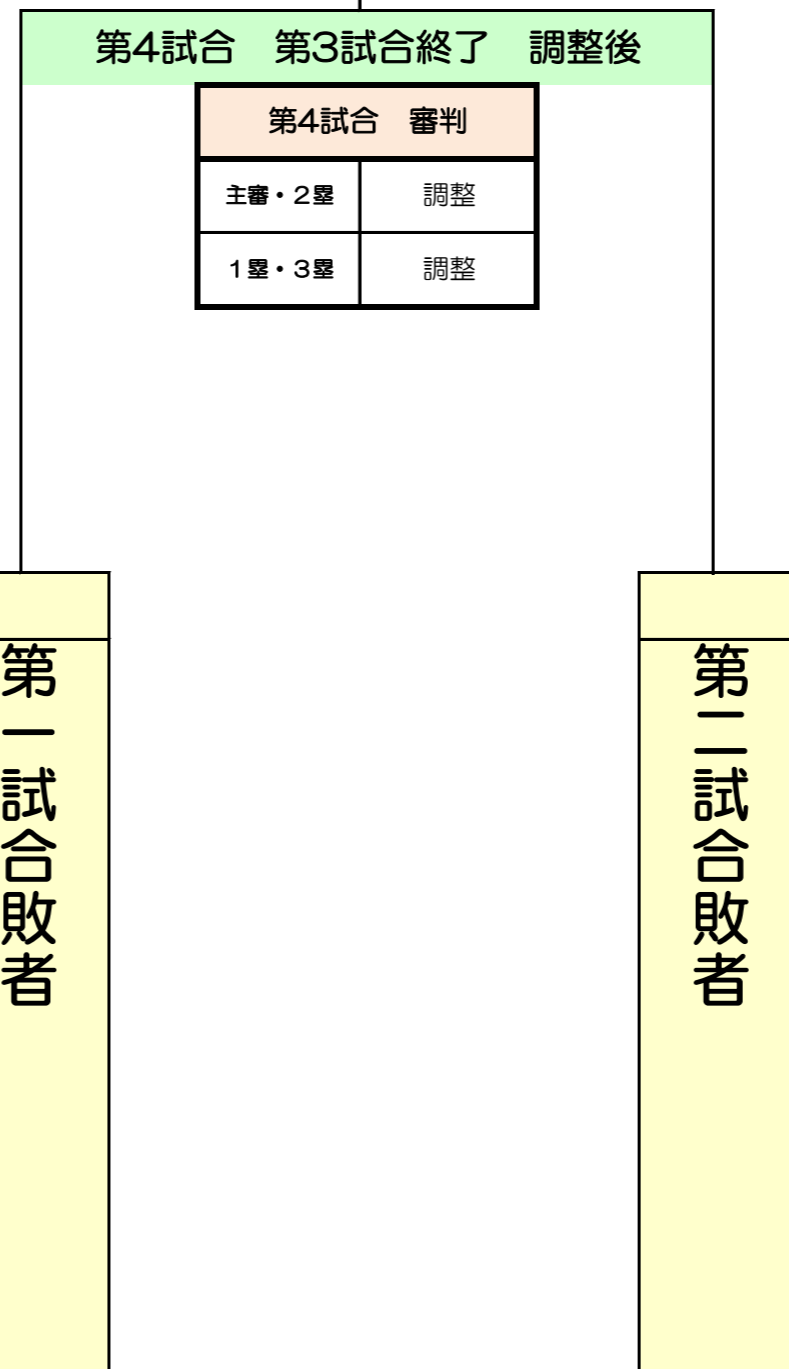 第4試合　第3試合終了　調整後
第4試合　審判
主審・２塁　調整
１塁・３塁　調整
第一試合敗者
第二試合敗者